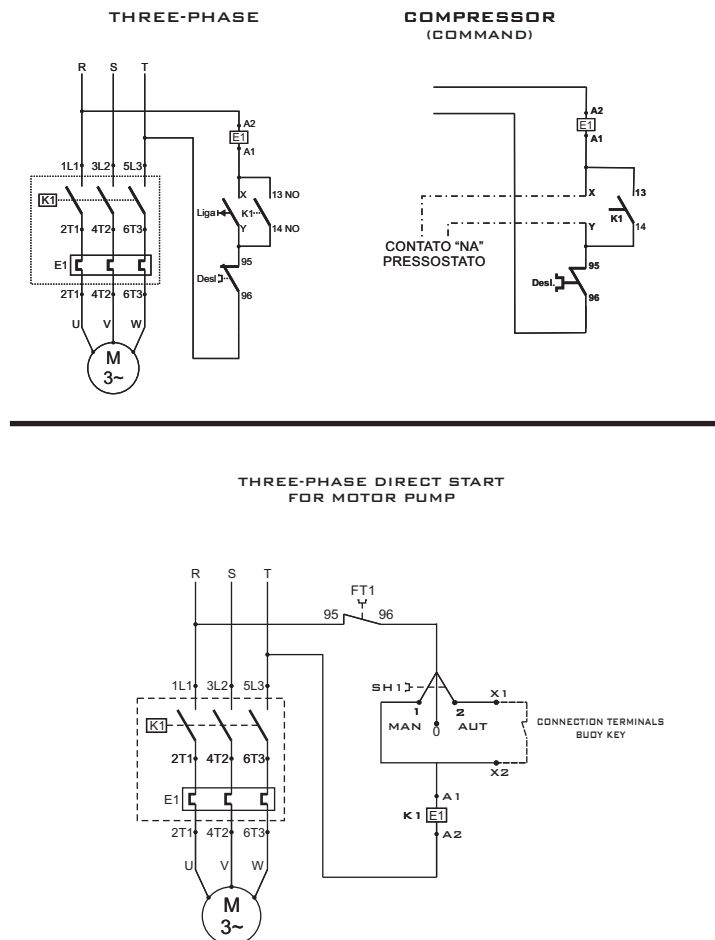 THREE-PHASE
R S T
A2
E1
A1
1L1 3L2 5L3
K1
X 13 NO
Liga K1
Y 14 NO
2T1 4T2 6T3
E1
95
Desl
96
2T1 4T2 6T3
U V W
M
3~
COMPRESSOR
(COMMAND)
A2
E1
A1
X 13
K1
Y 14
CONTATO “NA”
PRESSOSTATO
95
Desl.
96
THREE-PHASE DIRECT START
FOR MOTOR PUMP
R S T
FT1
95 96
1L1 3L2 5L3
SH1
X1
1 2
K1
MAN 0 AUT
CONNECTION TERMINALS
BUOY KEY
2T1 4T2 6T3
X2
E1
A1
K1 E1
A2
2T1 4T2 6T3
U V W
M
3~